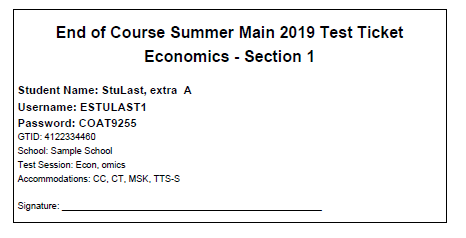 End of Course Summer Main 2019 Test Ticket
Economics - Section 1
Student Name: StuLast, extra A
Username: ESTULAST1
Password: COAT9255
GTID: 4122334460
School: Sample School
Test Session: Econ, omics
Accommodations: CC, CT, MSK, TTS-S
Signature: